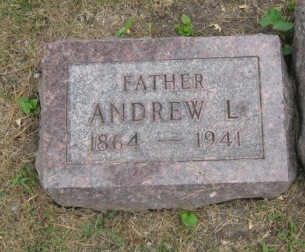 FATHER
ANDREW L
1864 — 1941